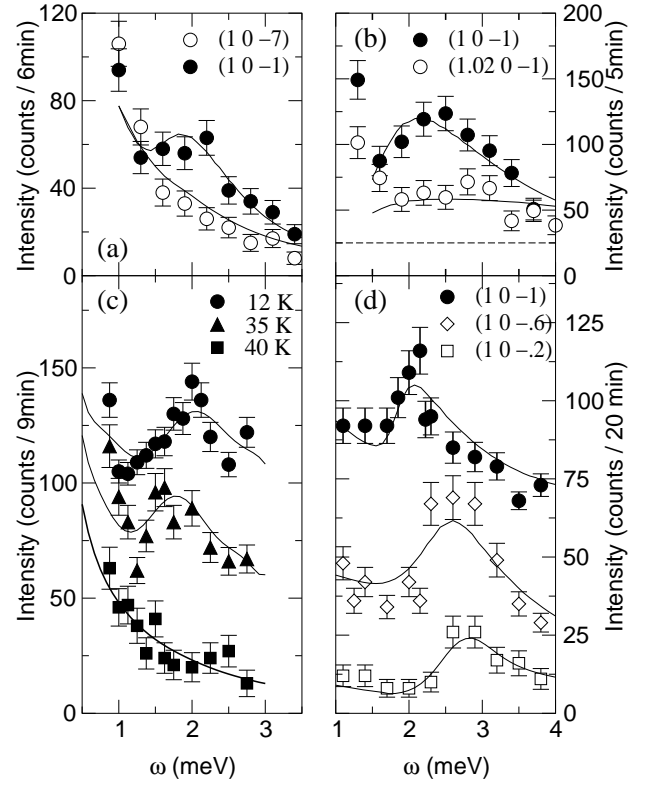 Intensity (counts / 6min)
120
80
40
0
(1 0 −7)
(1 0 −1)
(a)
(b)
(1 0 −1)
(1.02 0 −1)
200
150
100
50
0
Intensity (counts / 5min)
Intensity (counts / 9min)
150
100
50
0
(c)
12 K
35 K
40 K
1
2
3
ω (meV)
(d)
(1 0 −1)
(1 0 −.6)
(1 0 −.2)
125
100
75
50
25
0
Intensity (counts / 20 min)
1
2
3
4
ω (meV)